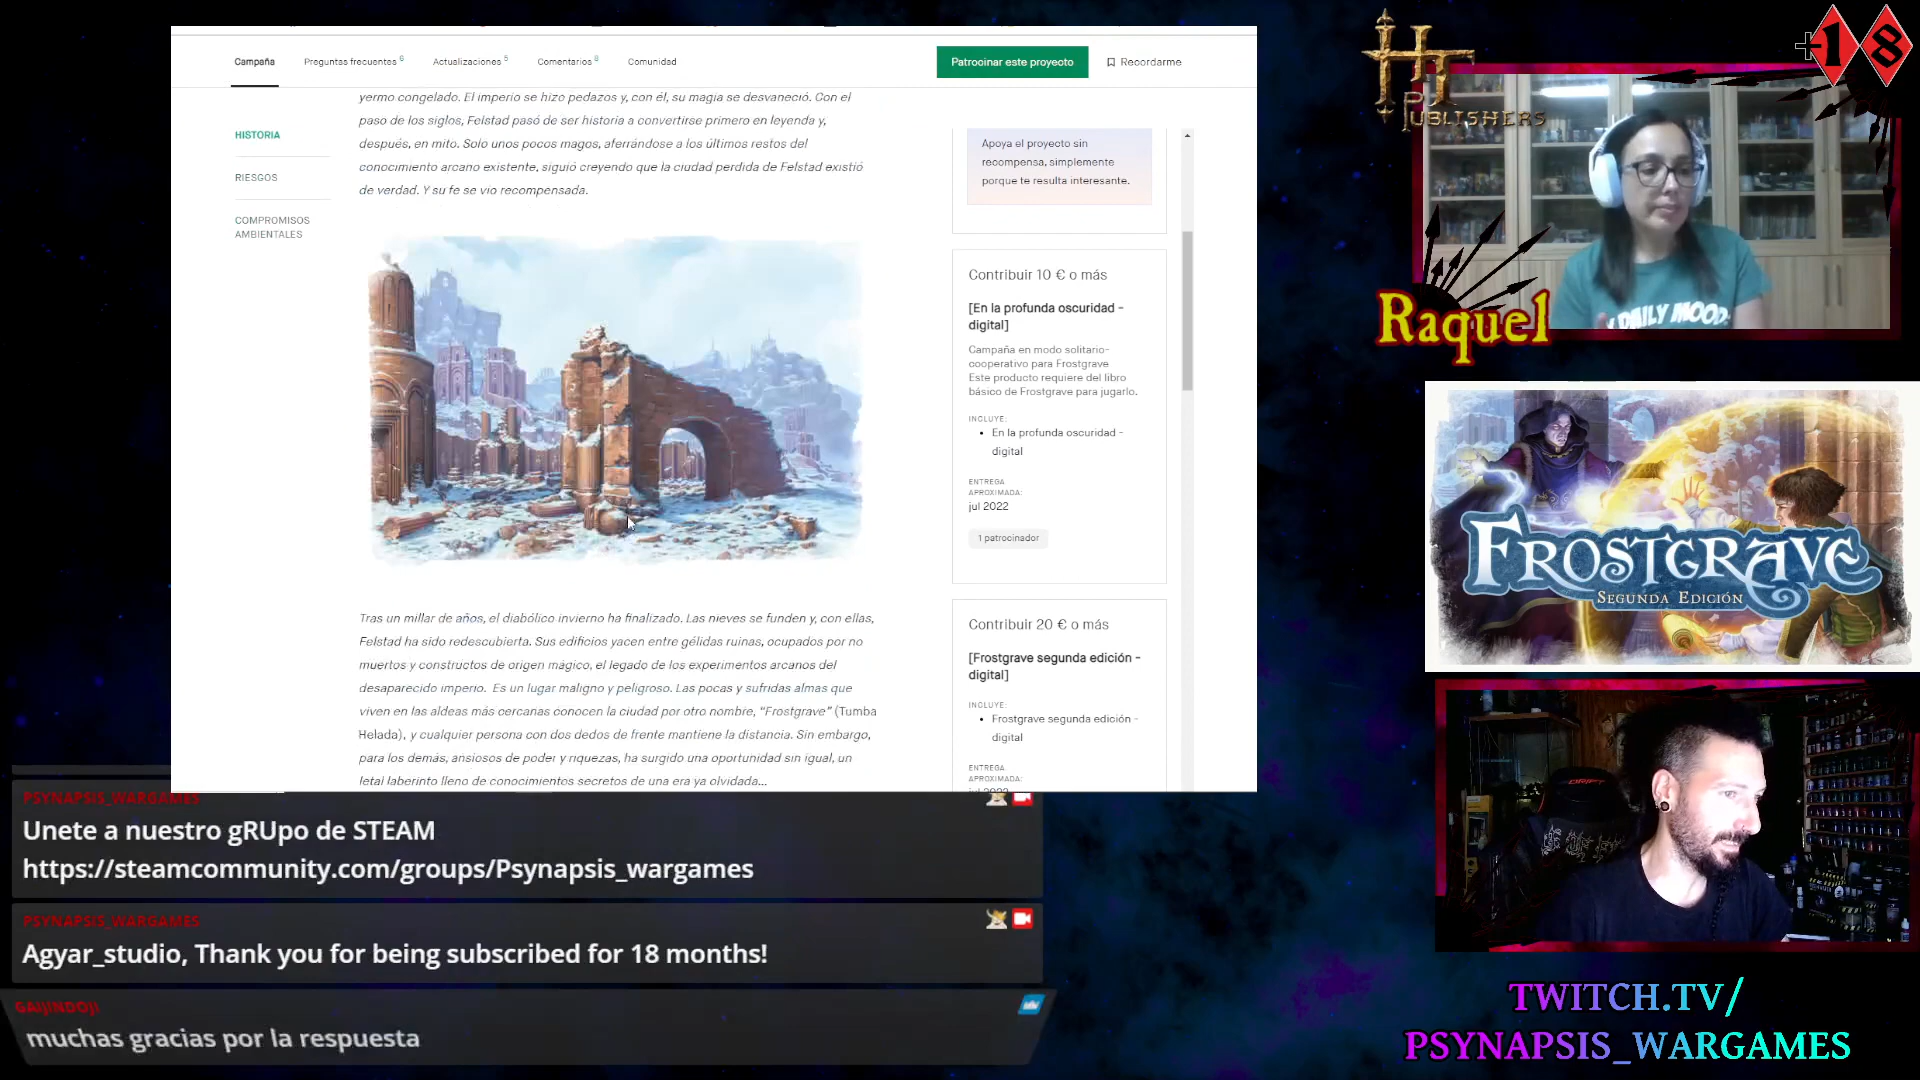 Campaña
Preguntas frecuentes 6
Actualizaciones 5
Comentarios 8
Comunidad
Patrocinar este proyecto
Recordarme
HISTORIA
RIESGOS
COMPROMISOS
AMBIENTALES
yermo congelado. El imperio se hizo pedazos y, con él, su magia se desvaneció. Con el
paso de los siglos, Felstad pasó de ser historia a convertirse primero en leyenda y,
después, en mito. Solo unos pocos magos, aferrándose a los últimos restos del
conocimiento arcano existente, siguió creyendo que la ciudad perdida de Felstad existió
de verdad. Y su fe se vio recompensada.
Tras un millar de años, el diabólico invierno ha finalizado. Las nieves se funden y, con ellas,
Felstad ha sido redescubierta. Sus edificios yacen entre gélidas ruinas, ocupados por no
muertos y constructos de origen mágico, el legado de los experimentos arcanos del
desaparecido imperio. Es un lugar maligno y peligroso. Las pocas y sufridas almas que
viven en las aldeas más cercanas conocen la ciudad por otro nombre, “Frostgrave” (Tumba
Helada), y cualquier persona con dos dedos de frente mantiene la distancia. Sin embargo,
para los demás, ansiosos de poder y riquezas, ha surgido una oportunidad sin igual, un
letal laberinto lleno de conocimientos secretos de una era ya olvidada...
Apoya el proyecto sin
recompensa, simplemente
porque te resulta interesante.
Contribuir 10 € o más
[En la profunda oscuridad -
digital]
Campaña en modo solitario-
cooperativo para Frostgrave
Este producto requiere del libro
básico de Frostgrave para jugarlo.
INCLUYE:
• En la profunda oscuridad -
digital
ENTREGA
APROXIMADA:
jul 2022
1 patrocinador
Contribuir 20 € o más
[Frostgrave segunda edición -
digital]
INCLUYE:
• Frostgrave segunda edición -
digital
ENTREGA
APROXIMADA:
jul 2022
HT
PUBLISHERS
+18
Y DAILY MOOD.
Raquel
FROSTGRAVE
SEGUNDA EDICIÓN
DRIFT
DRIFT
TWITCH.TV/
PSYNAPSIS_WARGAMES
PSYNAPSIS_WARGAMES
Unete a nuestro gRUpo de STEAM
https://steamcommunity.com/groups/Psynapsis_wargames
PSYNAPSIS_WARGAMES
Agyar_studio, Thank you for being subscribed for 18 months!
GAIJINDOJI
muchas gracias por la respuesta